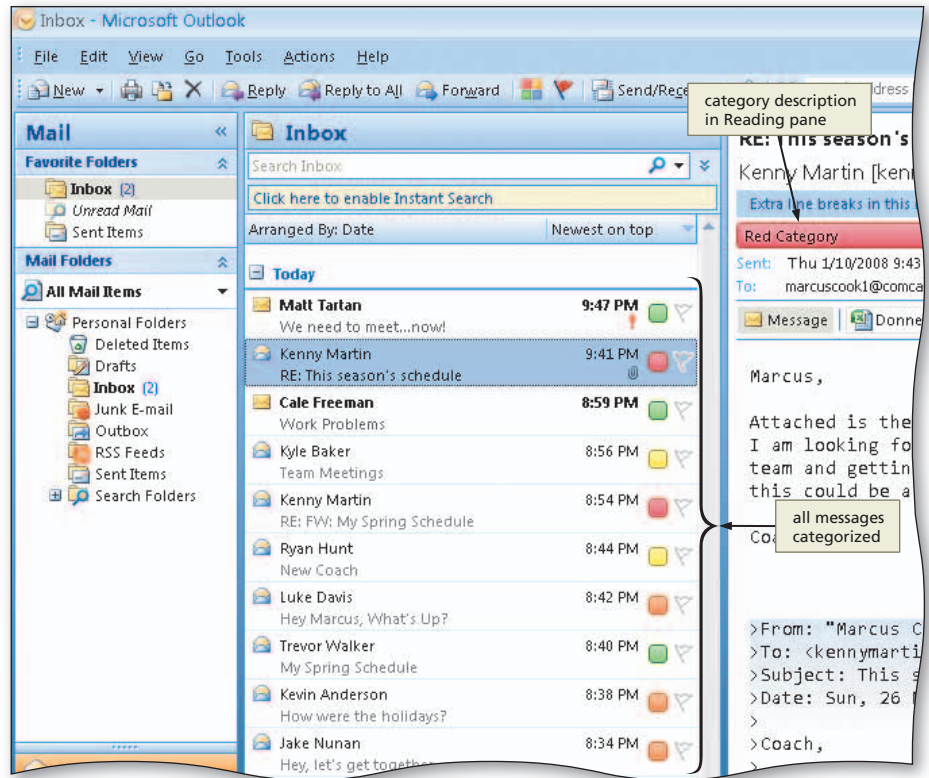 Inbox - Microsoft Outlook
File Edit View Go Tools Actions Help
New Reply Reply to All Forward Send/Rece dress
category description
in Reading pane
Mail
Favorite Folders
Inbox (2)
Unread Mail
Sent Items
Mail Folders
All Mail Items
Personal Folders
Deleted Items
Drafts
Inbox (2)
Junk E-mail
Outbox
RSS Feeds
Sent Items
Search Folders
Inbox
Search Inbox
Click here to enable Instant Search
Arranged By: Date Newest on top
Today
Matt Tartan 9:47 PM
We need to meet...now!
Kenny Martin 9:41 PM
RE: This season's schedule
Cale Freeman 8:59 PM
Work Problems
Kyle Baker 8:56 PM
Team Meetings
Kenny Martin 8:54 PM
RE: FW: My Spring Schedule
Ryan Hunt 8:44 PM
New Coach
Luke Davis 8:42 PM
Hey Marcus, What's Up?
Trevor Walker 8:40 PM
My Spring Schedule
Kevin Anderson 8:38 PM
How were the holidays?
Jake Nunan 8:34 PM
Hey, let's get together
all messages
categorized
RE: This season's
Kenny Martin [kenn
Extra line breaks in this
Red Category
Sent: Thu 1/10/2008 9:43
To: marcuscook1@comca
Message Donne
Marcus,
Attached is the
I am looking fo
team and gettin
this could be a
Coa
>From: "Marcus C
>To: <kennymarti
>Subject: This s
>Date: Sun, 26
>
>Coach,
>